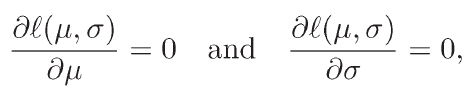 ∂ℓ(μ, σ)/∂μ = 0 and ∂ℓ(μ, σ)/∂σ = 0,